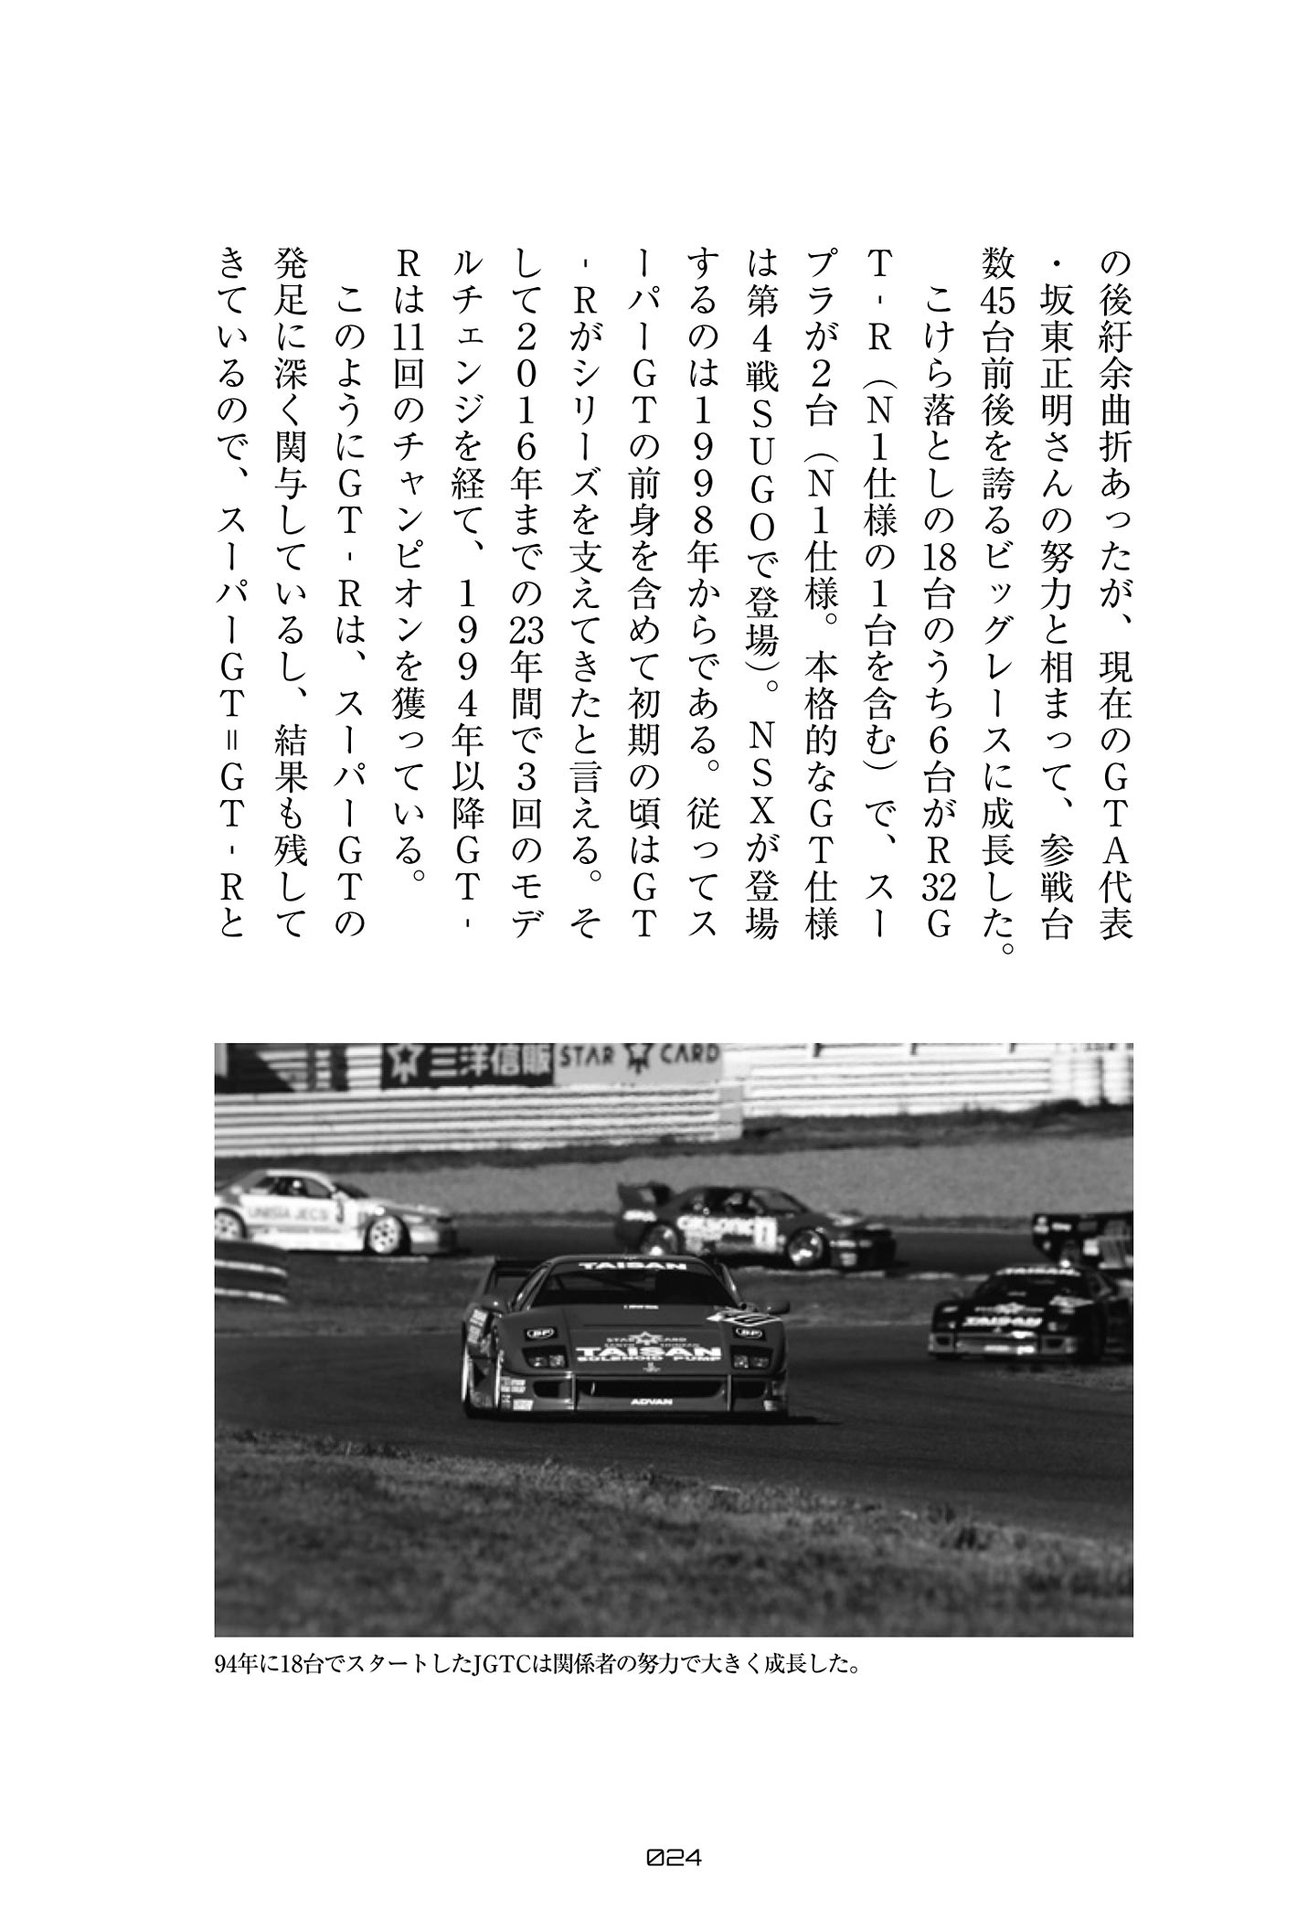 の後紆余曲折あったが、現在のＧＴＡ代表
・坂東正明さんの努力と相まって、参戦台
数45台前後を誇るビッグレースに成長した。
　こけら落としの18台のうち６台がＲ32Ｇ
Ｔ-Ｒ（Ｎ１仕様の１台を含む）で、スー
プラが２台（Ｎ１仕様。本格的なＧＴ仕様
は第４戦ＳＵＧＯで登場）。ＮＳＸが登場
するのは１９９８年からである。従ってス
ーパーＧＴの前身を含めて初期の頃はＧＴ
-Ｒがシリーズを支えてきたと言える。そ
して２０１６年までの23年間で３回のモデ
ルチェンジを経て、１９９４年以降ＧＴ-
Ｒは11回のチャンピオンを獲っている。
　このようにＧＴ-Ｒは、スーパーＧＴの
発足に深く関与しているし、結果も残して
きているので、スーパーＧＴ＝ＧＴ-Ｒと
三洋信販 STAR CARD
UNISIA JECS 3
calsonic 1
TAISAN
BP
STAR CARD
BP
TAISAN
SOLENOID PUMP
ADVAN
TAISAN
TAISAN
94年に18台でスタートしたJGTCは関係者の努力で大きく成長した。
024